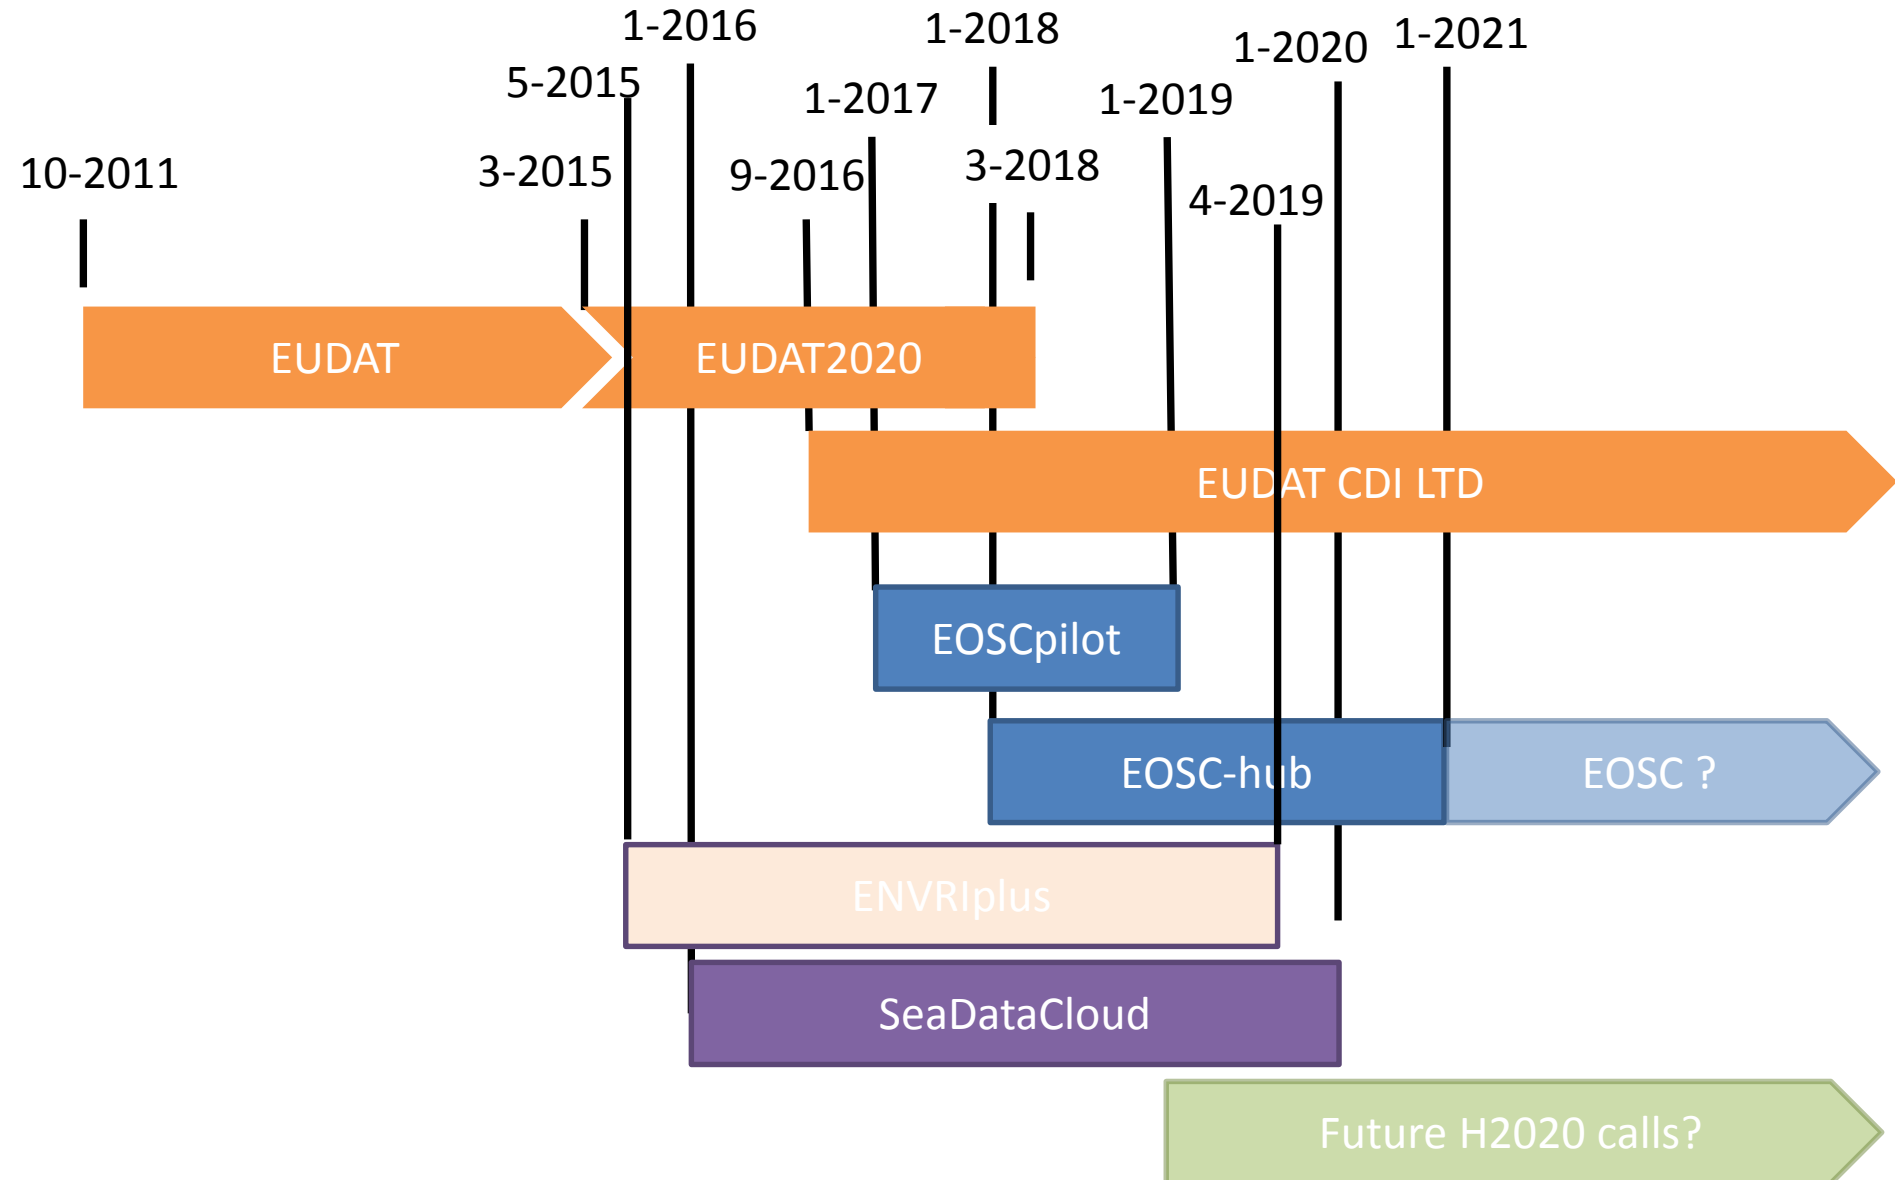 1-2016
1-2018
1-2021
1-2020
5-2015
1-2017
1-2019
10-2011
3-2015
9-2016
3-2018
4-2019
EUDAT
EUDAT2020
EUDAT CDI LTD
EOSCpilot
EOSC-hub
EOSC ?
ENVRIplus
SeaDataCloud
Future H2020 calls?